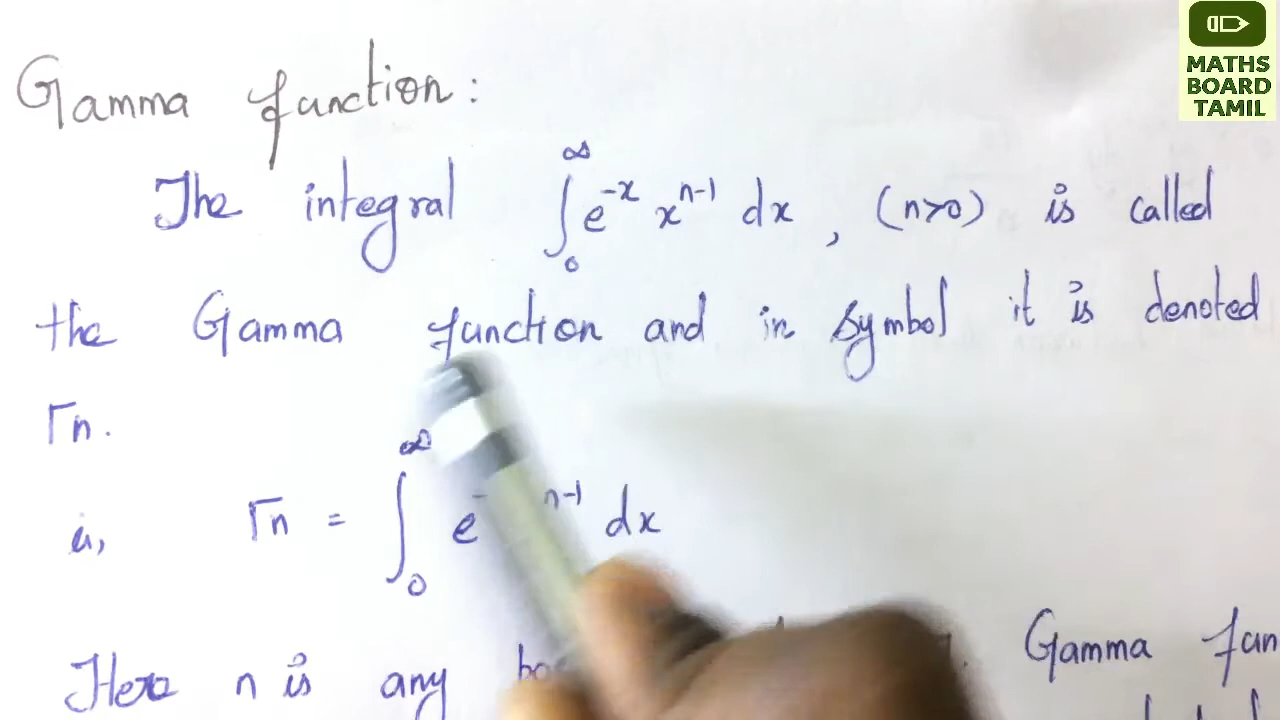 MATHS
BOARD
TAMIL
Gamma function:
The integral ∫₀^∞ e^{-x} x^{n-1} dx, (n>0) is called
the Gamma function and in symbol it is denoted
Γn.
ie, Γn = ∫₀^∞ e^{-} ^{n-1} dx
Here n is any Gamma fun